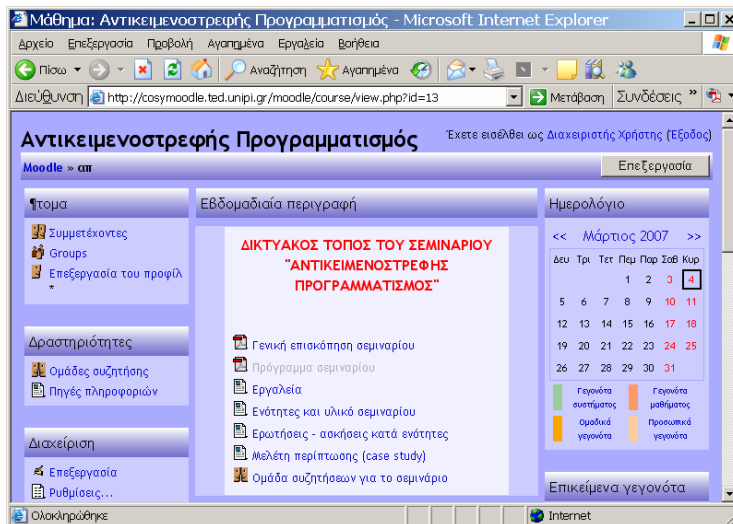 Μάθημα: Αντικειμενοστρεφής Προγραμματισμός - Microsoft Internet Explorer
Αρχείο Επεξεργασία Προβολή Αγαπημένα Εργαλεία Βοήθεια
Πίσω Αναζήτηση Αγαπημένα
Διεύθυνση http://cosymoodle.ted.unipi.gr/moodle/course/view.php?id=13 Μετάβαση Συνδέσεις »
Αντικειμενοστρεφής Προγραμματισμός
Έχετε εισέλθει ως Διαχειριστής Χρήστης (Έξοδος)
Moodle » απ
Επεξεργασία
¶τομα
Συμμετέχοντες
Groups
Επεξεργασία του προφίλ
*
Δραστηριότητες
Ομάδες συζητήσης
Πηγές πληροφοριών
Διαχείριση
Επεξεργασία
Ρυθμίσεις...
Εβδομαδιαία περιγραφή
ΔΙΚΤΥΑΚΟΣ ΤΟΠΟΣ ΤΟΥ ΣΕΜΙΝΑΡΙΟΥ
"ΑΝΤΙΚΕΙΜΕΝΟΣΤΡΕΦΗΣ
ΠΡΟΓΡΑΜΜΑΤΙΣΜΟΣ"
Γενική επισκόπηση σεμιναρίου
Πρόγραμμα σεμιναρίου
Εργαλεία
Ενότητες και υλικό σεμιναρίου
Ερωτήσεις - ασκήσεις κατά ενότητες
Μελέτη περίπτωσης (case study)
Ομάδα συζητήσεων για το σεμινάριο
Ημερολόγιο
<< Μάρτιος 2007 >>
Δευ Τρι Τετ Πεμ Παρ Σαβ Κυρ
1 2 3 4
5 6 7 8 9 10 11
12 13 14 15 16 17 18
19 20 21 22 23 24 25
26 27 28 29 30 31
Γεγονότα συστήματος
Γεγονότα μαθήματος
Ομαδικά γεγονότα
Προσωπικά γεγονότα
Επικείμενα γεγονότα
Ολοκληρώθηκε
Internet